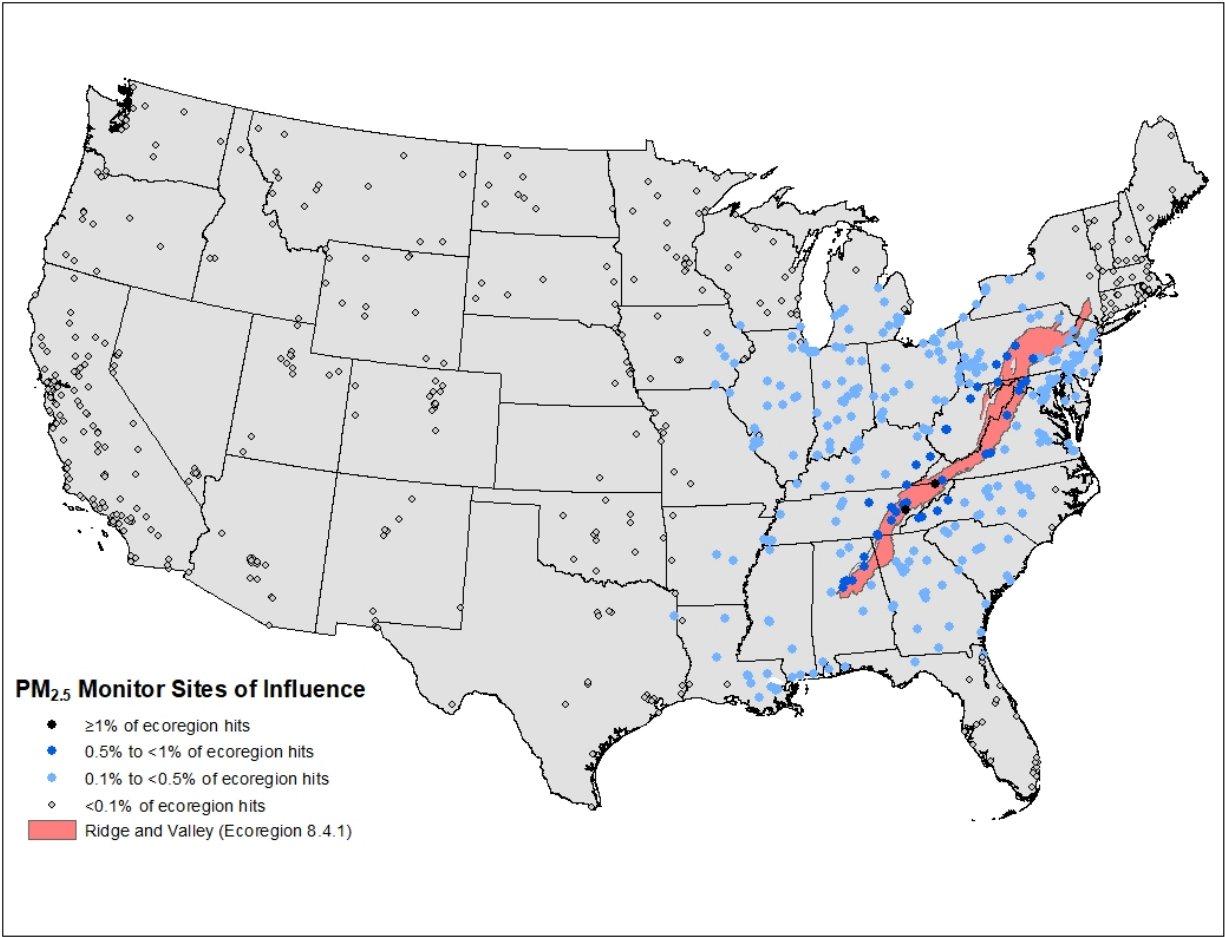 PM2.5 Monitor Sites of Influence
≥1% of ecoregion hits
0.5% to <1% of ecoregion hits
0.1% to <0.5% of ecoregion hits
<0.1% of ecoregion hits
Ridge and Valley (Ecoregion 8.4.1)